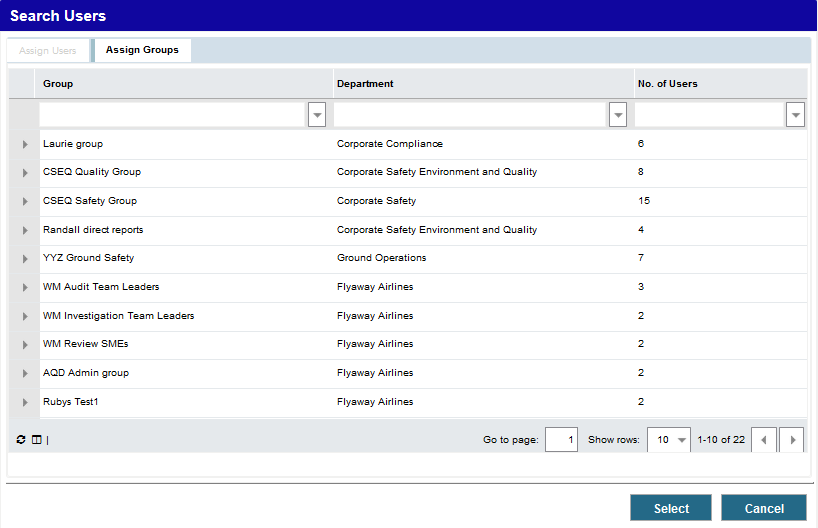 Search Users
Assign Users Assign Groups
Group Department No. of Users
Laurie group Corporate Compliance 6
CSEQ Quality Group Corporate Safety Environment and Quality 8
CSEQ Safety Group Corporate Safety 15
Randall direct reports Corporate Safety Environment and Quality 4
YYZ Ground Safety Ground Operations 7
WM Audit Team Leaders Flyaway Airlines 3
WM Investigation Team Leaders Flyaway Airlines 2
WM Review SMEs Flyaway Airlines 2
AQD Admin group Flyaway Airlines 2
Rubys Test1 Flyaway Airlines 2
| Go to page: 1 Show rows: 10 1-10 of 22
Select Cancel